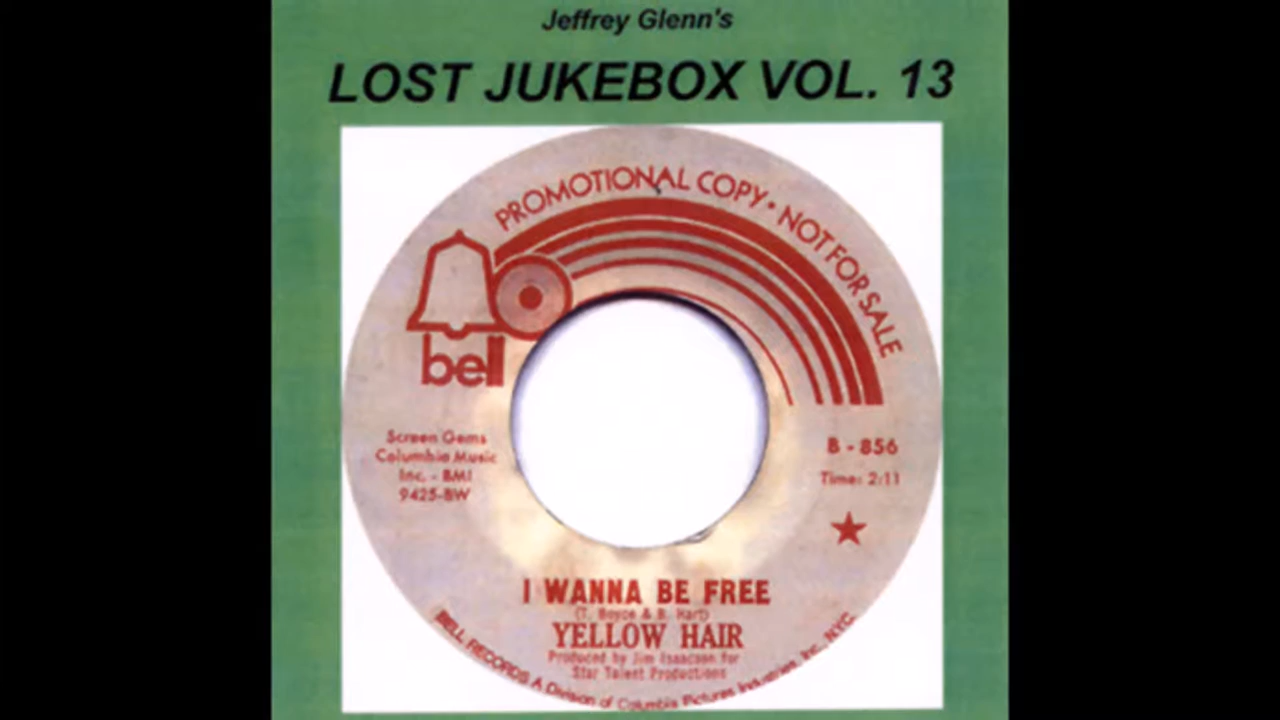 Jeffrey Glenn's
LOST JUKEBOX VOL. 13
PROMOTIONAL COPY • NOT FOR SALE
bell
Screen Gems
Columbia Music
Inc. - BMI
9425-BW
B - 856
Time: 2:11
I WANNA BE FREE
(T. Boyce & B. Hart)
YELLOW HAIR
Produced by Jim Isaacson for
Star Talent Productions
BELL RECORDS A Division of Columbia Pictures Industries, Inc. N.Y.C.